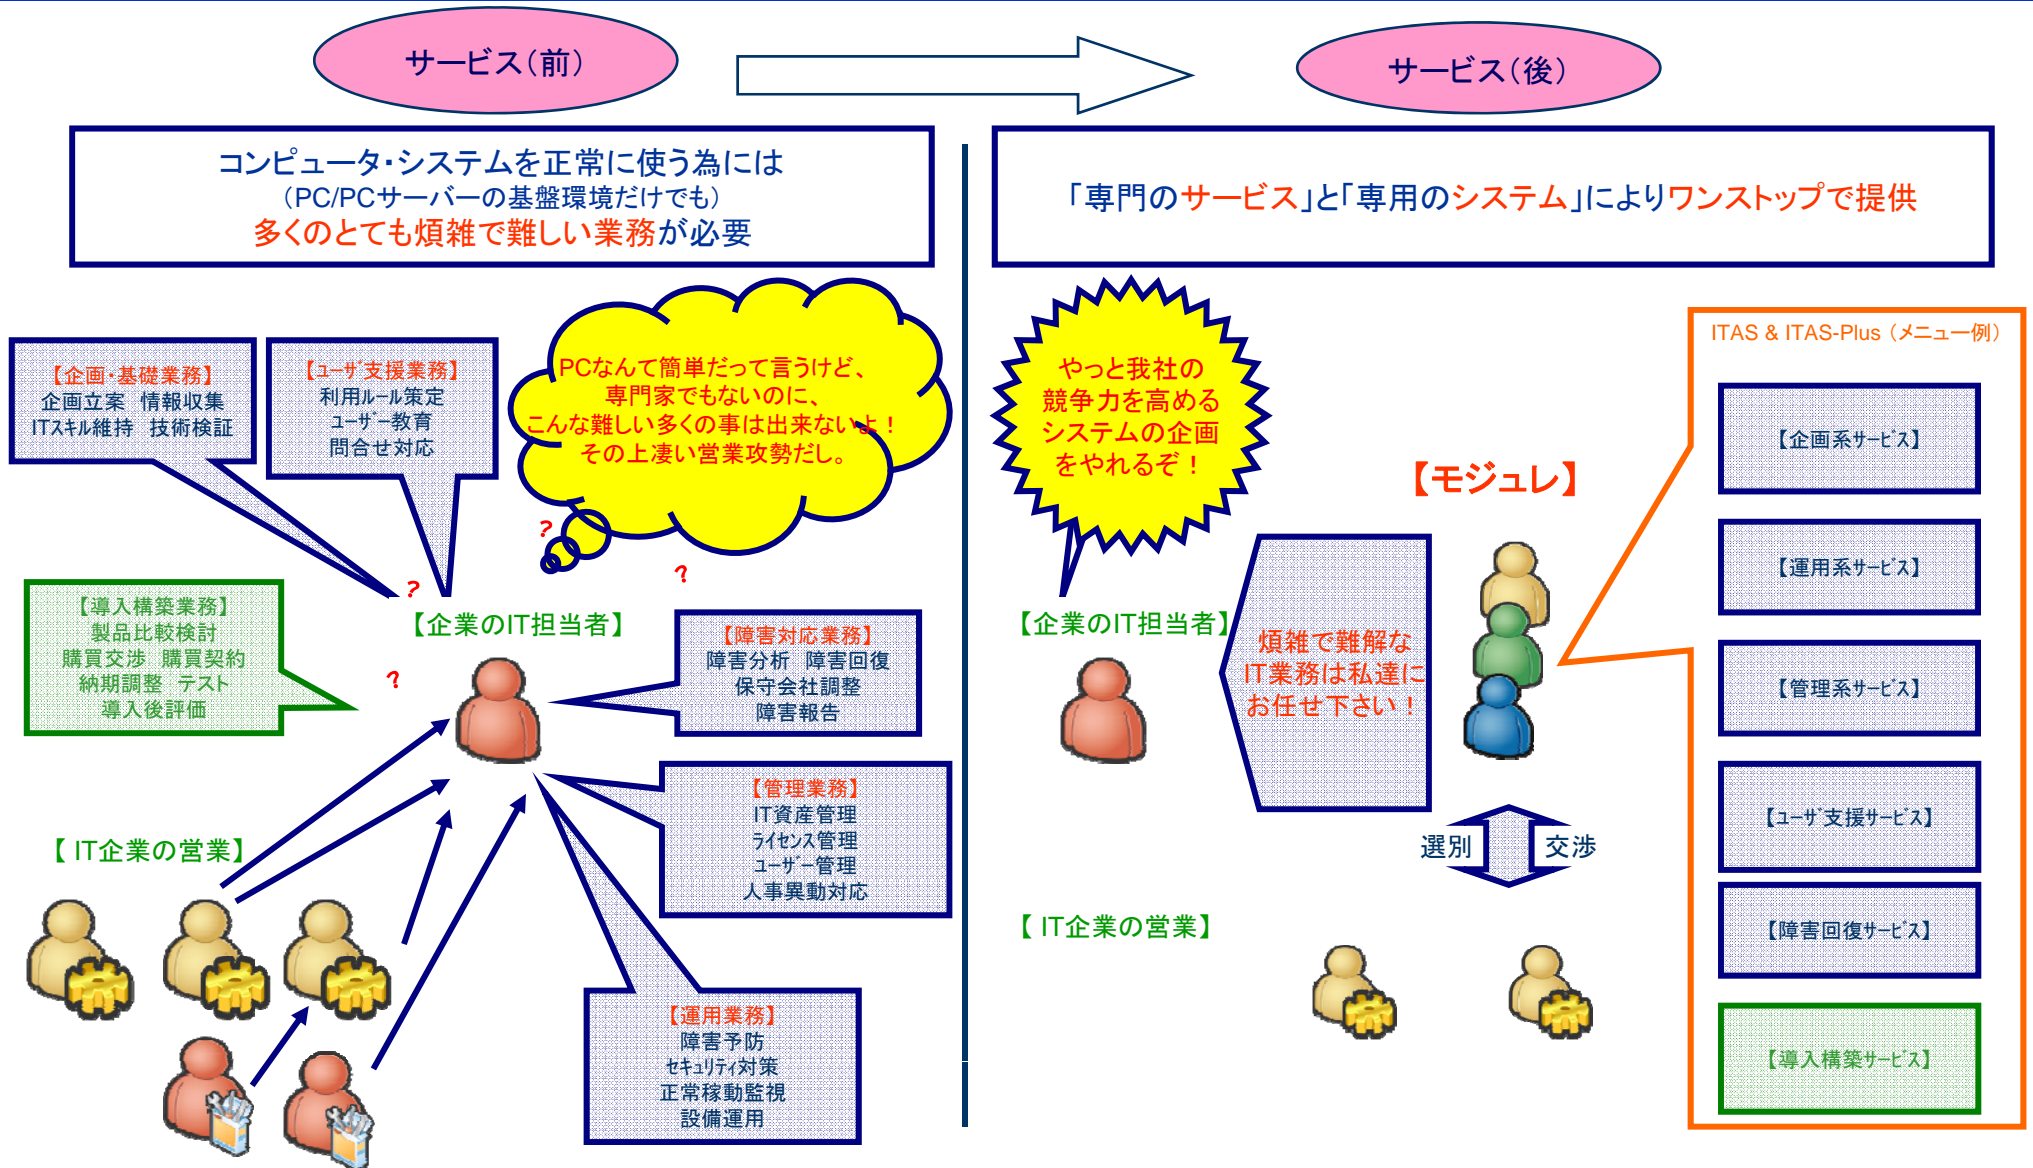 サービス（前）
サービス（後）
コンピュータ・システムを正常に使う為には
（PC/PCサーバーの基盤環境だけでも）
多くのとても煩雑で難しい業務が必要
「専門のサービス」と「専用のシステム」によりワンストップで提供
【企画・基礎業務】
企画立案　情報収集
ITｽｷﾙ維持　技術検証
【ﾕｰｻﾞ支援業務】
利用ﾙｰﾙ策定
ﾕｰｻﾞｰ教育
問合せ対応
PCなんて簡単だって言うけど、
専門家でもないのに、
こんな難しい多くの事は出来ないよ！
その上凄い営業攻勢だし。
?
?
?
?
【導入構築業務】
製品比較検討
購買交渉　購買契約
納期調整　テスト
導入後評価
【企業のIT担当者】
【障害対応業務】
障害分析　障害回復
保守会社調整
障害報告
【管理業務】
IT資産管理
ﾗｲｾﾝｽ管理
ﾕｰｻﾞｰ管理
人事異動対応
【 IT企業の営業】
【運用業務】
障害予防
ｾｷｭﾘﾃｨ対策
正常稼動監視
設備運用
やっと我社の
競争力を高める
システムの企画
をやれるぞ！
【企業のIT担当者】
煩雑で難解な
IT業務は私達に
お任せ下さい！
【モジュレ】
選別
交渉
【 IT企業の営業】
ITAS & ITAS-Plus（メニュー例）
【企画系ｻｰﾋﾞｽ】
【運用系ｻｰﾋﾞｽ】
【管理系ｻｰﾋﾞｽ】
【ﾕｰｻﾞ支援ｻｰﾋﾞｽ】
【障害回復ｻｰﾋﾞｽ】
【導入構築ｻｰﾋﾞｽ】